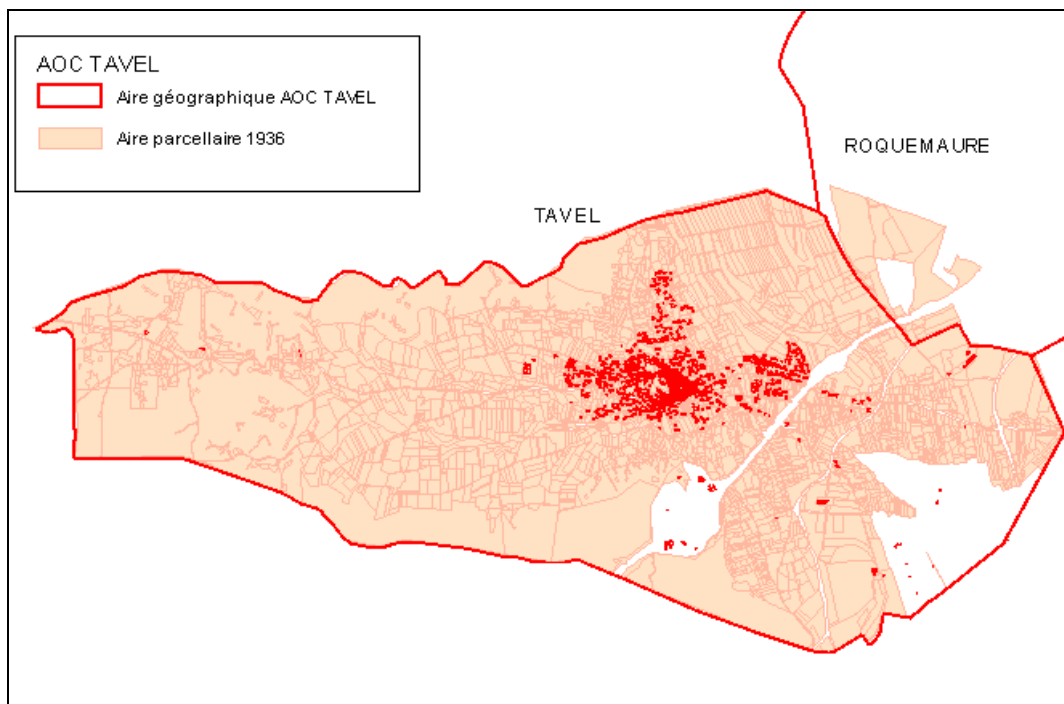 AOC TAVEL
Aire géographique AOC TAVEL
Aire parcellaire 1936
ROQUEMAURE
TAVEL